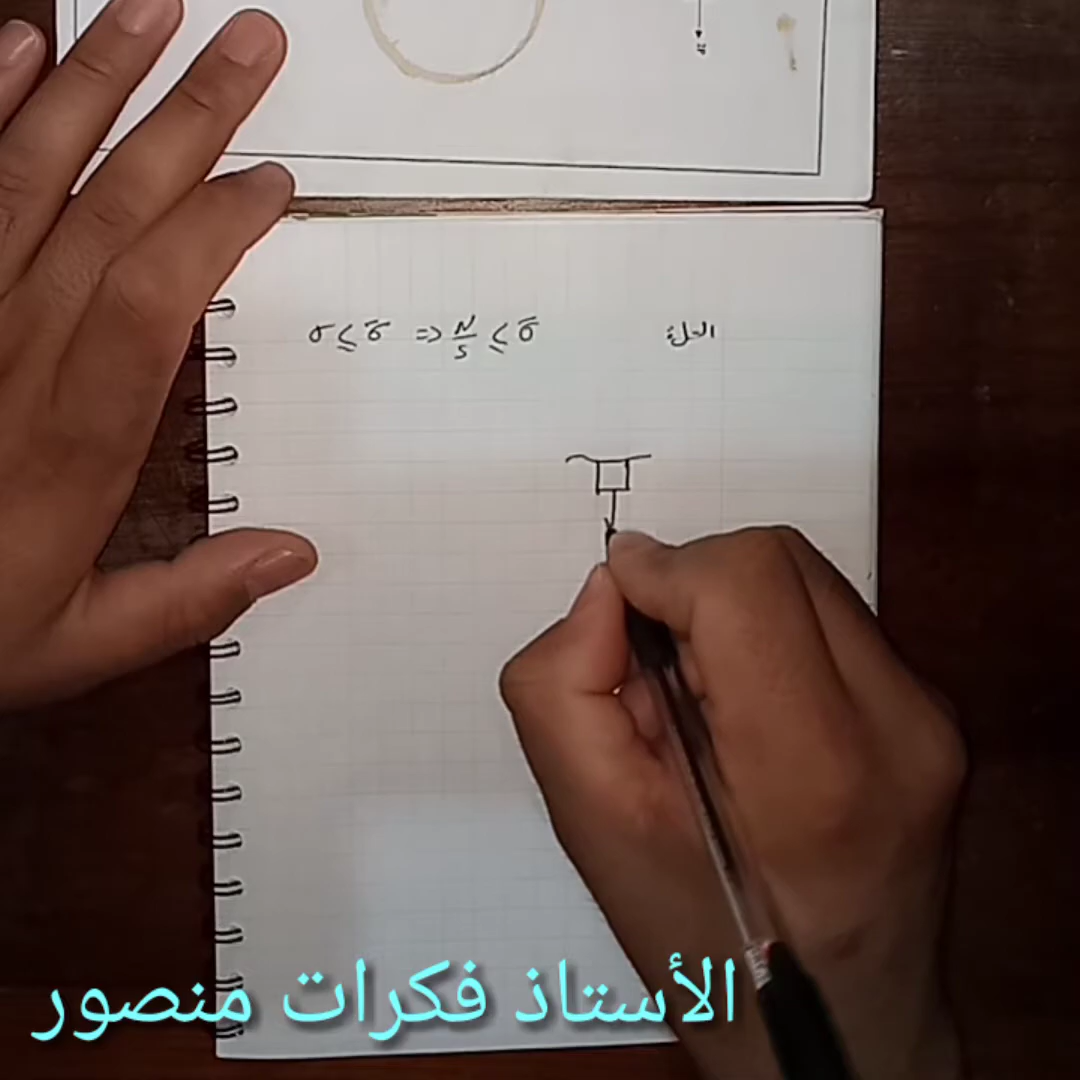 الحل: σ ≤ σ̄ => N/S ≤ σ̄
الأستاذ فكرات منصور